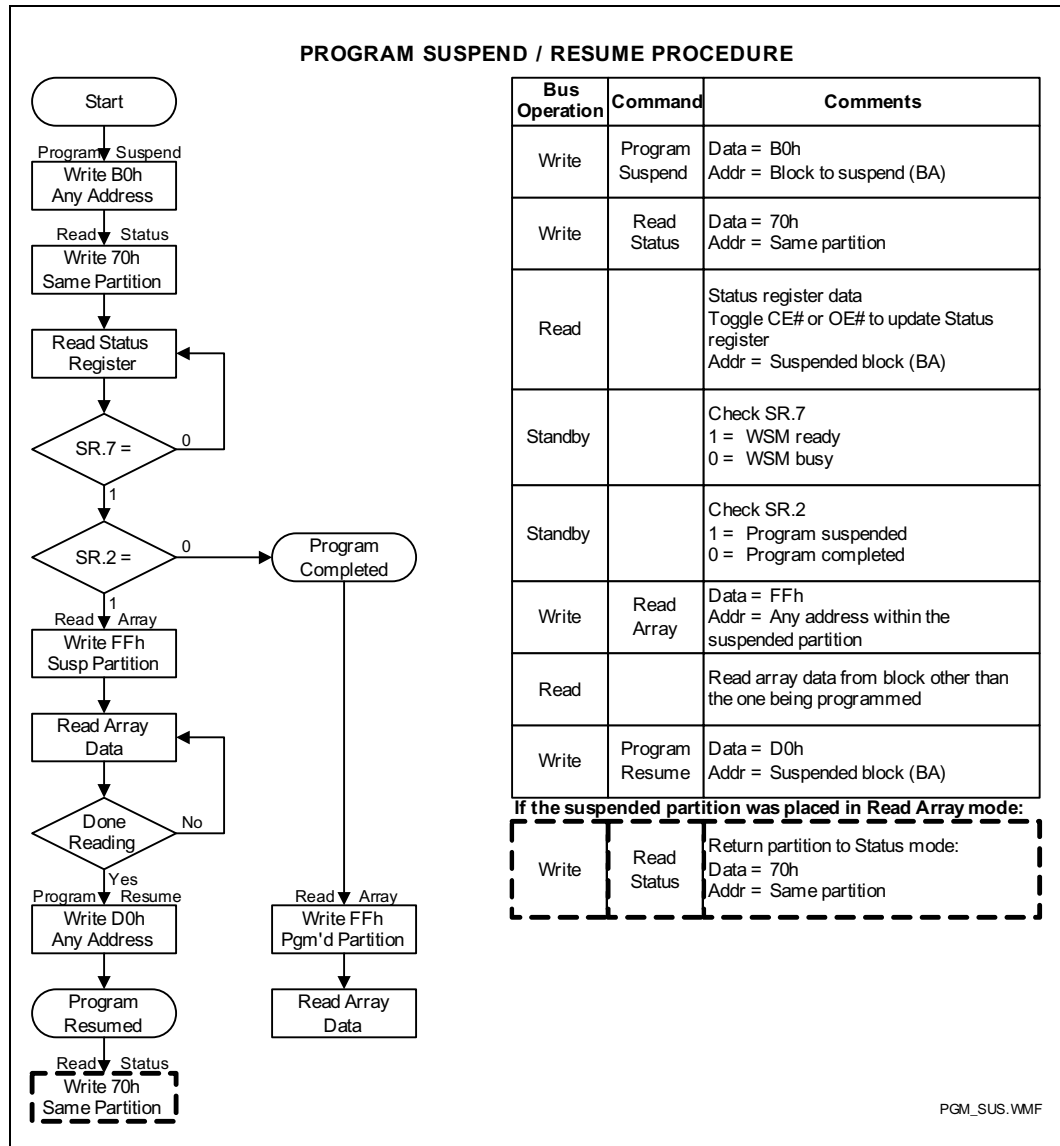 PROGRAM SUSPEND / RESUME PROCEDURE
Start
Program Suspend
Write B0h
Any Address
Read Status
Write 70h
Same Partition
Read Status
Register
SR.7 =
0
1
SR.2 =
0
Program
Completed
1
Read Array
Write FFh
Susp Partition
Read Array
Data
Done
Reading
No
Yes
Program Resume
Write D0h
Any Address
Program
Resumed
Read Status
Write 70h
Same Partition
Read Array
Write FFh
Pgm'd Partition
Read Array
Data
Bus
Operation
Command
Comments
Write
Program
Suspend
Data = B0h
Addr = Block to suspend (BA)
Write
Read
Status
Data = 70h
Addr = Same partition
Read
Status register data
Toggle CE# or OE# to update Status
register
Addr = Suspended block (BA)
Standby
Check SR.7
1 = WSM ready
0 = WSM busy
Standby
Check SR.2
1 = Program suspended
0 = Program completed
Write
Read
Array
Data = FFh
Addr = Any address within the
suspended partition
Read
Read array data from block other than
the one being programmed
Write
Program
Resume
Data = D0h
Addr = Suspended block (BA)
If the suspended partition was placed in Read Array mode:
Write
Read
Status
Return partition to Status mode:
Data = 70h
Addr = Same partition
PGM_SUS.WMF